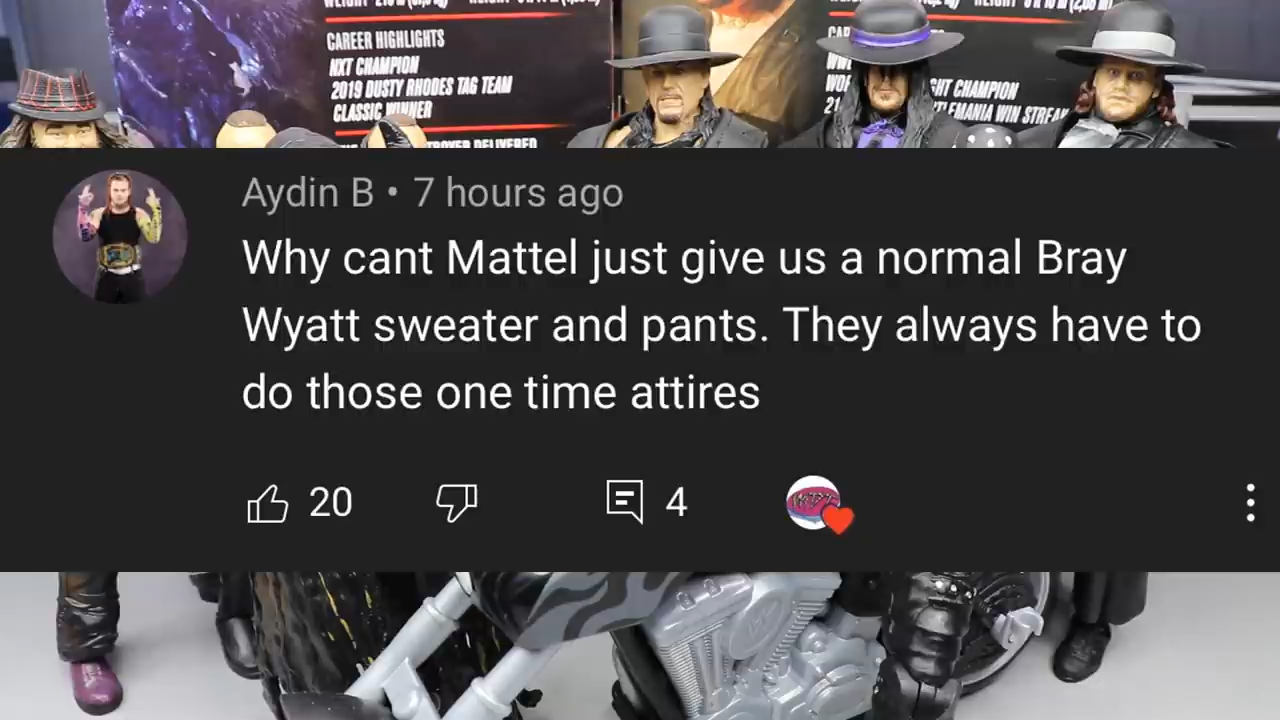 CAREER HIGHLIGHTS
NXT CHAMPION
2019 DUSTY RHODES TAG TEAM
CLASSIC WINNER
Aydin B • 7 hours ago
Why cant Mattel just give us a normal Bray
Wyatt sweater and pants. They always have to
do those one time attires
20
4